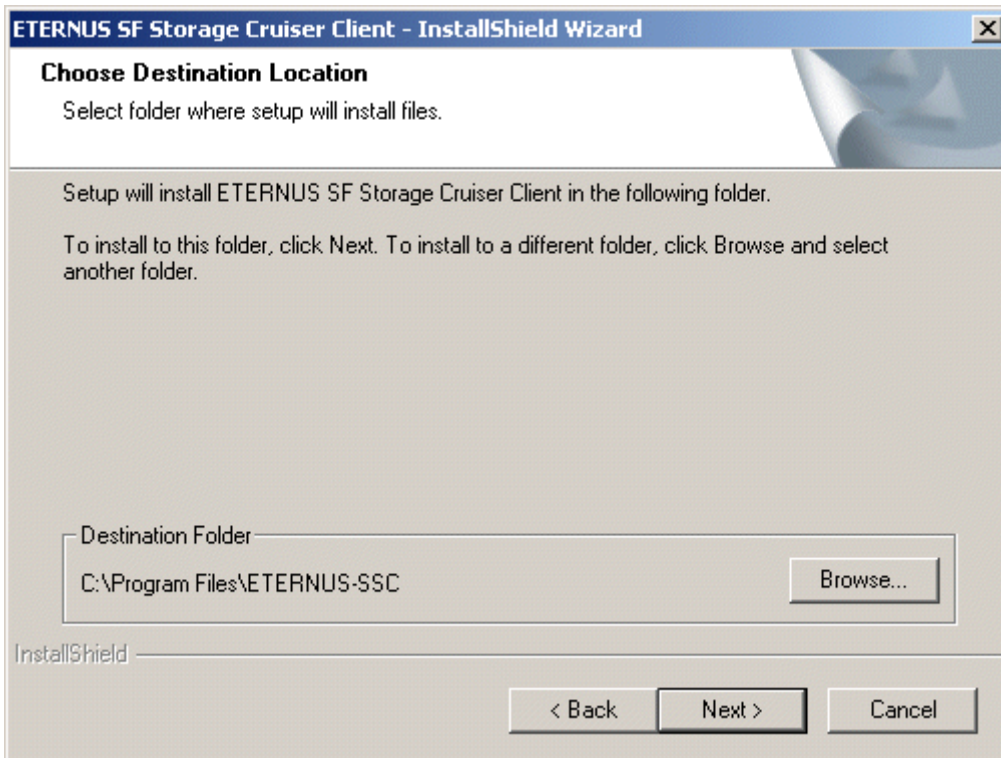 ETERNUS SF Storage Cruiser Client - InstallShield Wizard
Choose Destination Location
Select folder where setup will install files.
Setup will install ETERNUS SF Storage Cruiser Client in the following folder.
To install to this folder, click Next. To install to a different folder, click Browse and select
another folder.
Destination Folder
C:\Program Files\ETERNUS-SSC
Browse...
InstallShield
< Back
Next >
Cancel